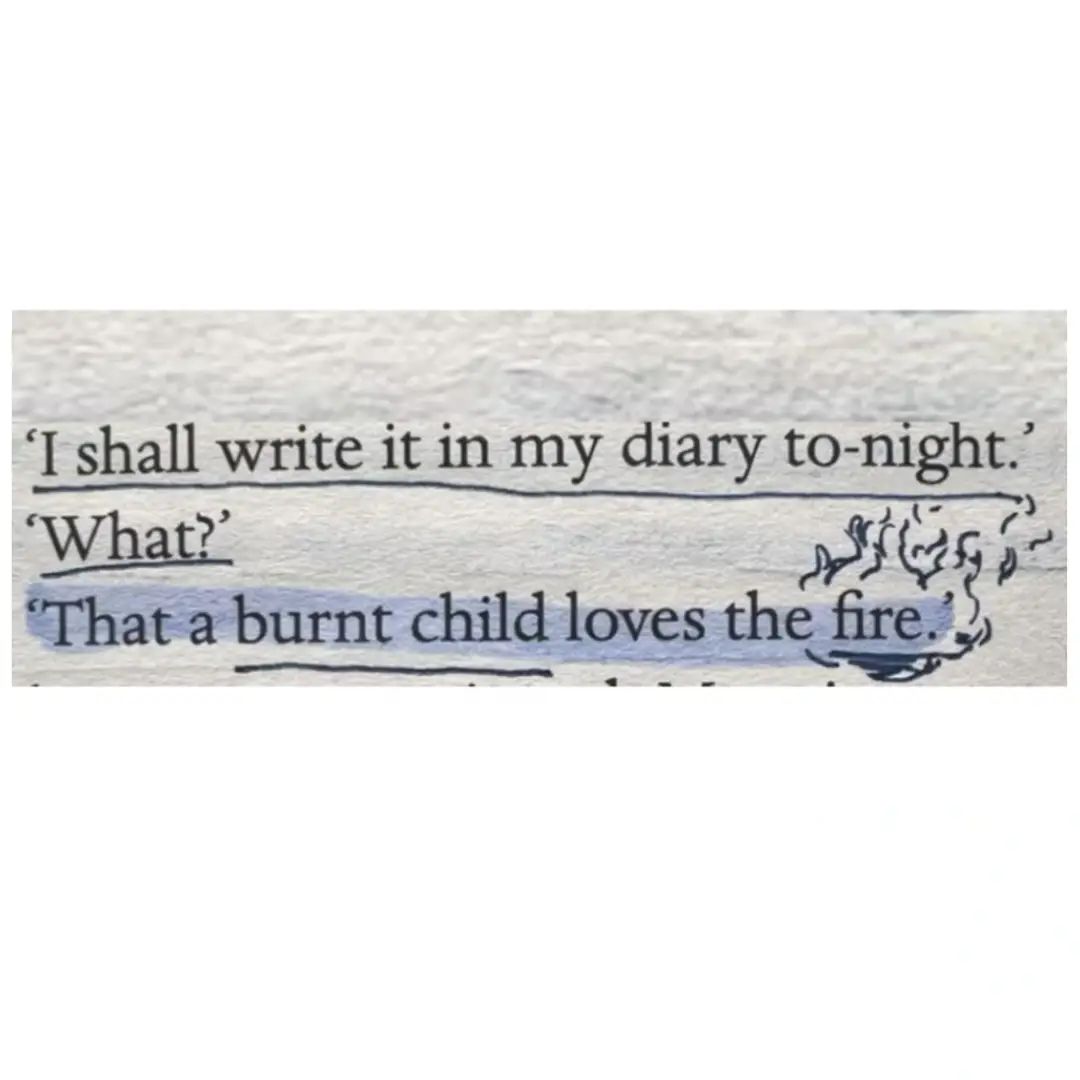 ‘I shall write it in my diary to-night.’
‘What?’
‘That a burnt child loves the fire.’